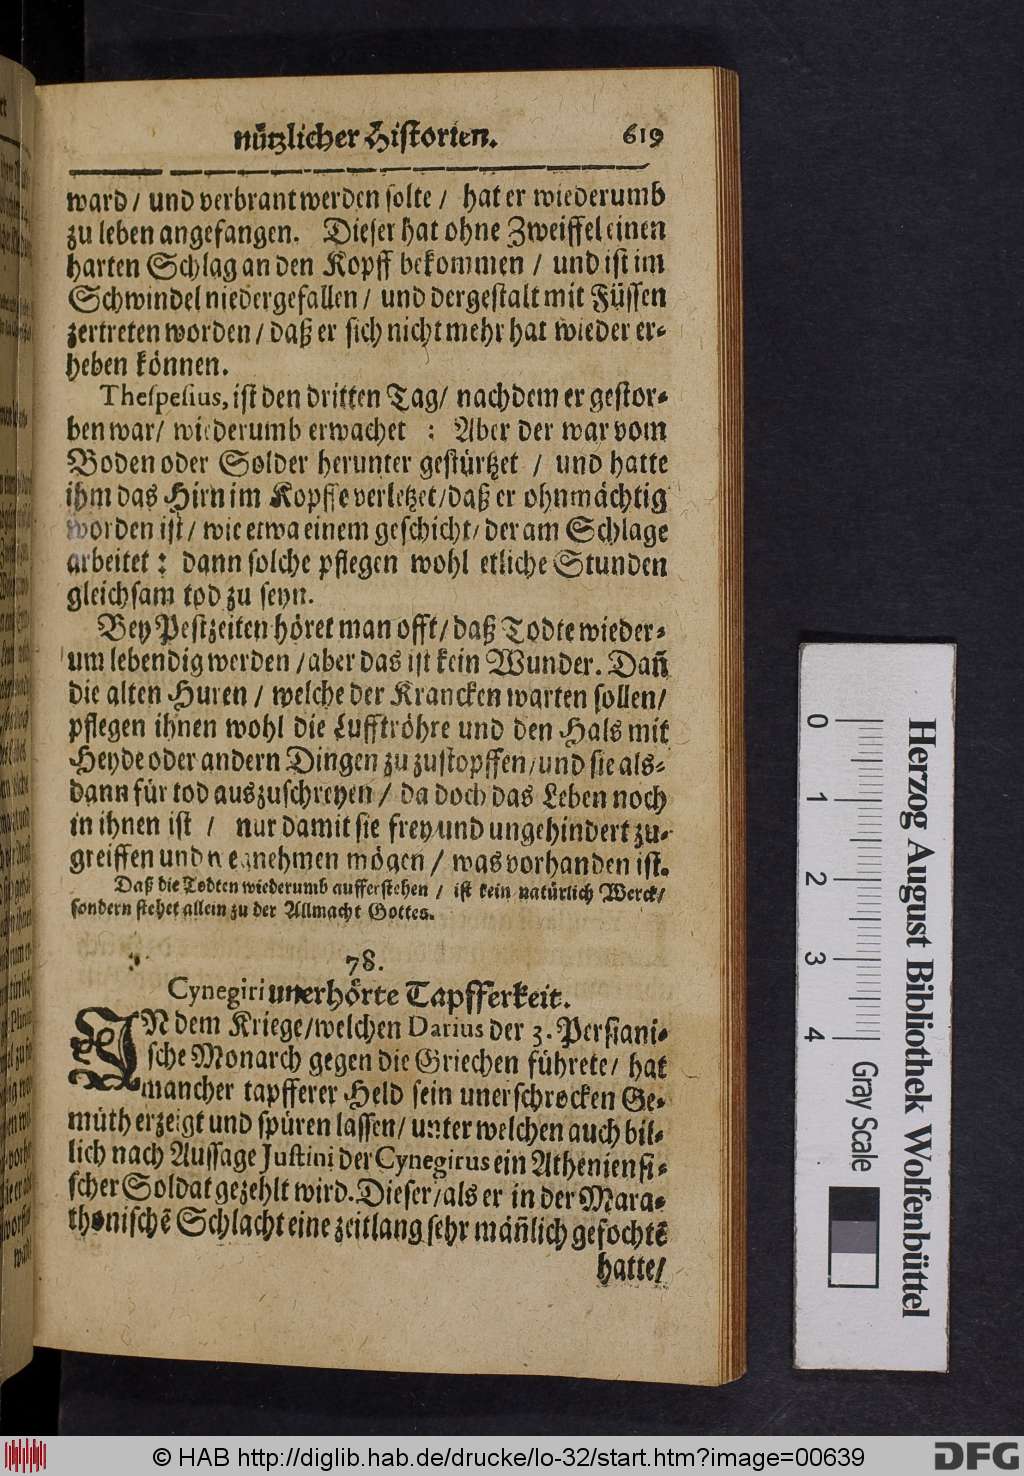 nützlicher Historien. 619
ward / und verbrant werden solte / hat er wiederumb
zu leben angefangen. Dieser hat ohne Zweiffel einen
harten Schlag an den Kopff bekommen / und ist im
Schwindel niedergefallen / und dergestalt mit Füssen
zertreten worden / daß er sich nicht mehr hat wieder er-
heben können.
Thespesius, ist den dritten Tag / nachdem er gestor-
ben war / wiederumb erwachet : Aber der war vom
Boden oder Solder herunter gestürtzet / und hatte
ihm das Hirn im Kopffe verletzet / daß er ohnmächtig
worden ist / wie etwa einem geschicht / der am Schlage
arbeitet : dann solche pflegen wohl etliche Stunden
gleichsam tod zu seyn.
Bey Pestzeiten höret man offt / daß Todte wieder-
um lebendig werden / aber das ist kein Wunder. Dañ
die alten Huren / welche der Krancken warten sollen /
pflegen ihnen wohl die Lufftröhre und den Hals mit
Heyde oder andern Dingen zu zustopffen / und sie als-
dann für tod auszuschreyen / da doch das Leben noch
in ihnen ist / nur damit sie frey und ungehindert zu-
greiffen und wegnehmen mögen / was vorhanden ist.
Daß die Todten wiederumb aufferstehen / ist kein natürlich Werck /
sondern stehet allein zu der Allmacht Gottes.
78.
Cynegiri unerhörte Tapfferkeit.
IN dem Kriege / welchen Darius der 3. Persiani-
sche Monarch gegen die Griechen führete / hat
mancher tapfferer Held sein unerschrocken Ge-
müth erzeigt und spüren lassen / unter welchen auch bil-
lich nach Aussage Justini der Cynegirus ein Atheniensi-
scher Soldat gezehlt wird. Dieser / als er in der Mara-
thonischē Schlacht eine zeitlang sehr mäñlich gefochtē
hatte /
0 1 2 3 4
Herzog August Bibliothek Wolfenbüttel
Gray Scale
© HAB http://diglib.hab.de/drucke/lo-32/start.htm?image=00639
DFG